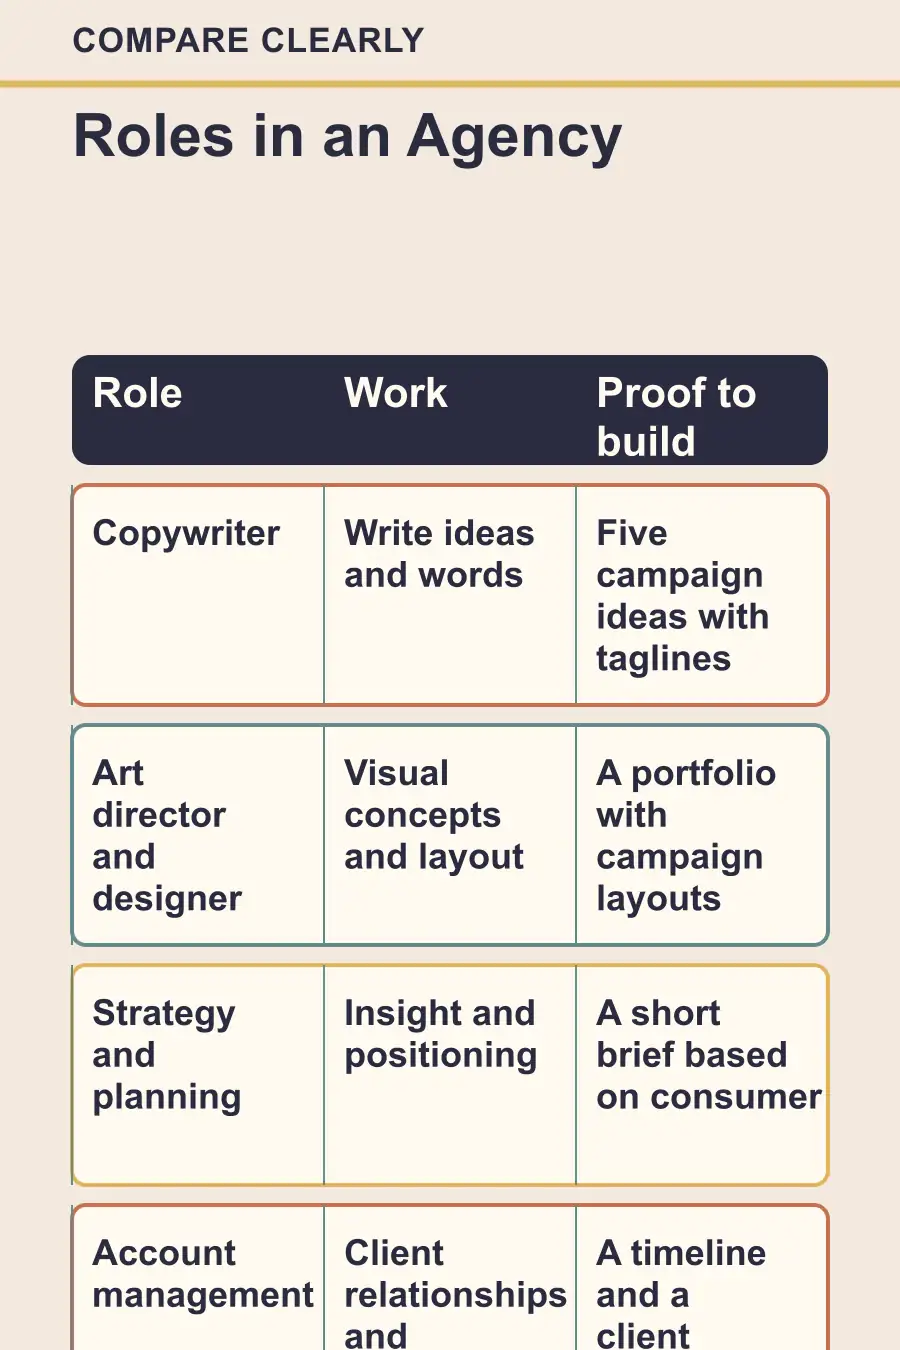 COMPARE CLEARLY
Roles in an Agency
Role
Work
Proof to
build
Copywriter
Write ideas
and words
Five
campaign
ideas with
taglines
Art
director
and
designer
Visual
concepts
and layout
A portfolio
with
campaign
layouts
Strategy
and
planning
Insight and
positioning
A short
brief based
on consumer
Account
management
Client
relationships
and
A timeline
and a
client